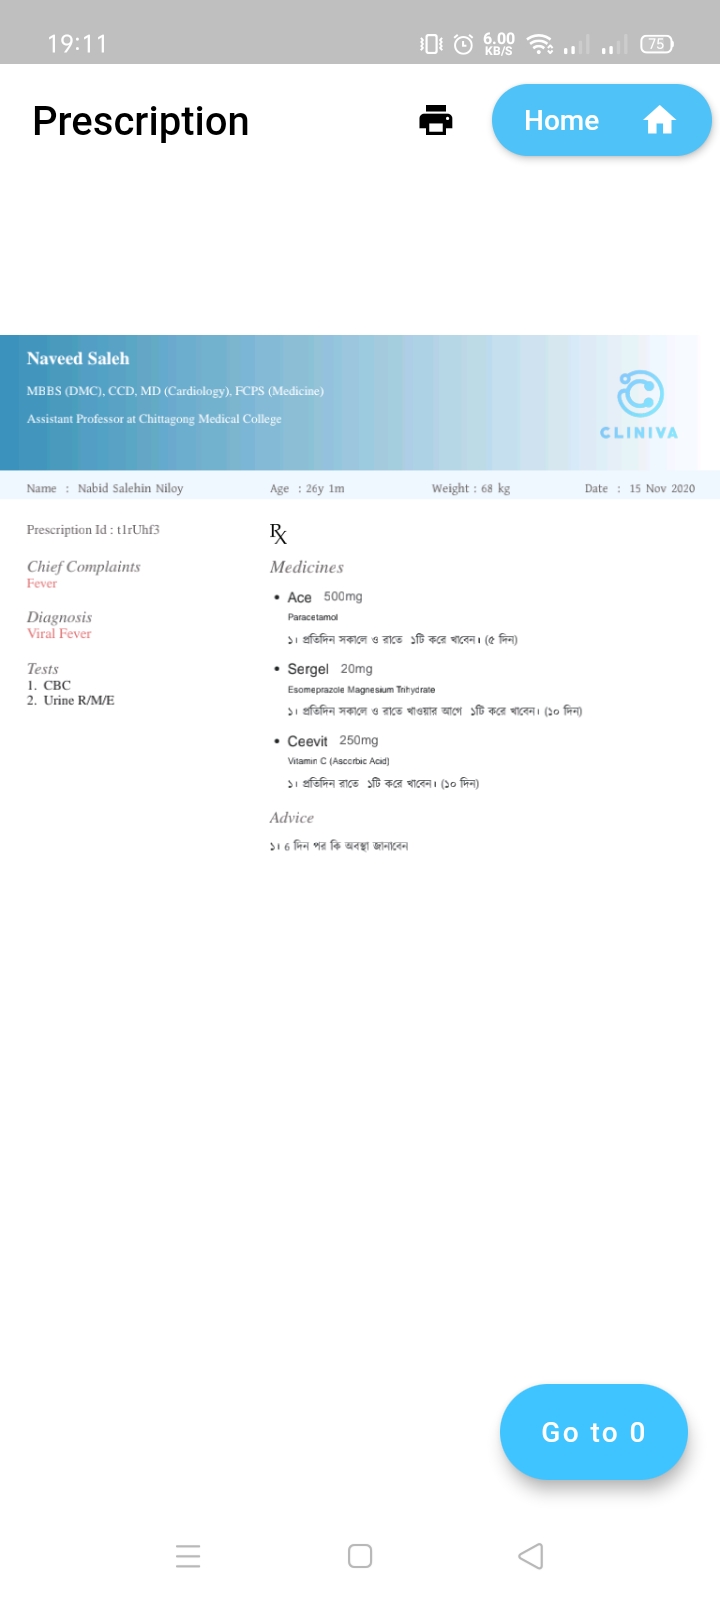 19:11
6.00
KB/S
75
Prescription
Home
Naveed Saleh
MBBS (DMC), CCD, MD (Cardiology), FCPS (Medicine)
Assistant Professor at Chittagong Medical College
CLINIVA
Name : Nabid Salehin Niloy Age : 26y 1m Weight : 68 kg Date : 15 Nov 2020
Prescription Id : t1rUhf3
Chief Complaints
Fever
Diagnosis
Viral Fever
Tests
1. CBC
2. Urine R/M/E
Rx
Medicines
• Ace 500mg
Paracetamol
১। প্রতিদিন সকালে ও রাতে ১টি করে খাবেন। (৫ দিন)
• Sergel 20mg
Esomeprazole Magnesium Trihydrate
১। প্রতিদিন সকালে ও রাতে খাওয়ার আগে ১টি করে খাবেন। (১০ দিন)
• Ceevit 250mg
Vitamin C (Ascorbic Acid)
১। প্রতিদিন রাতে ১টি করে খাবেন। (১০ দিন)
Advice
১। 6 দিন পর কি অবস্থা জানাবেন
Go to 0